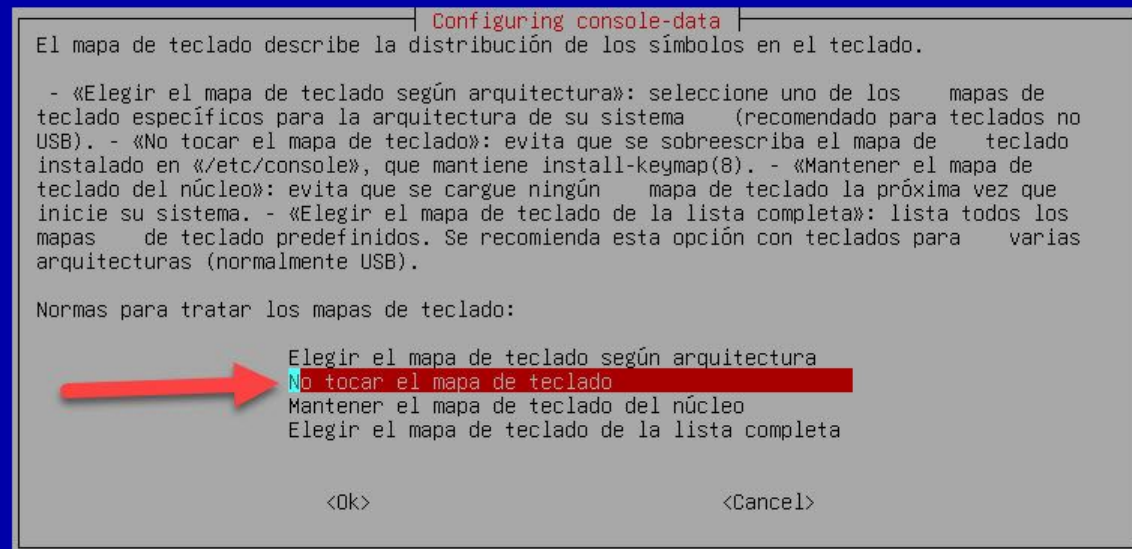 Configuring console-data
El mapa de teclado describe la distribución de los símbolos en el teclado.
- «Elegir el mapa de teclado según arquitectura»: seleccione uno de los    mapas de
teclado específicos para la arquitectura de su sistema    (recomendado para teclados no
USB). - «No tocar el mapa de teclado»: evita que se sobreescriba el mapa de    teclado
instalado en «/etc/console», que mantiene install-keymap(8). - «Mantener el mapa de
teclado del núcleo»: evita que se cargue ningún    mapa de teclado la próxima vez que
inicie su sistema. - «Elegir el mapa de teclado de la lista completa»: lista todos los
mapas    de teclado predefinidos. Se recomienda esta opción con teclados para    varias
arquitecturas (normalmente USB).
Normas para tratar los mapas de teclado:
Elegir el mapa de teclado según arquitectura
No tocar el mapa de teclado
Mantener el mapa de teclado del núcleo
Elegir el mapa de teclado de la lista completa
<Ok> <Cancel>